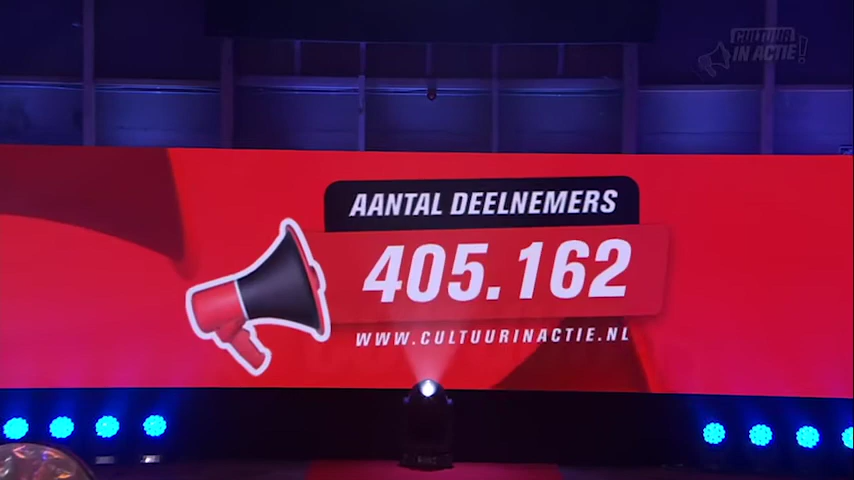 CULTUUR
IN ACTIE!
AANTAL DEELNEMERS
405.162
WWW.CULTUURINACTIE.NL